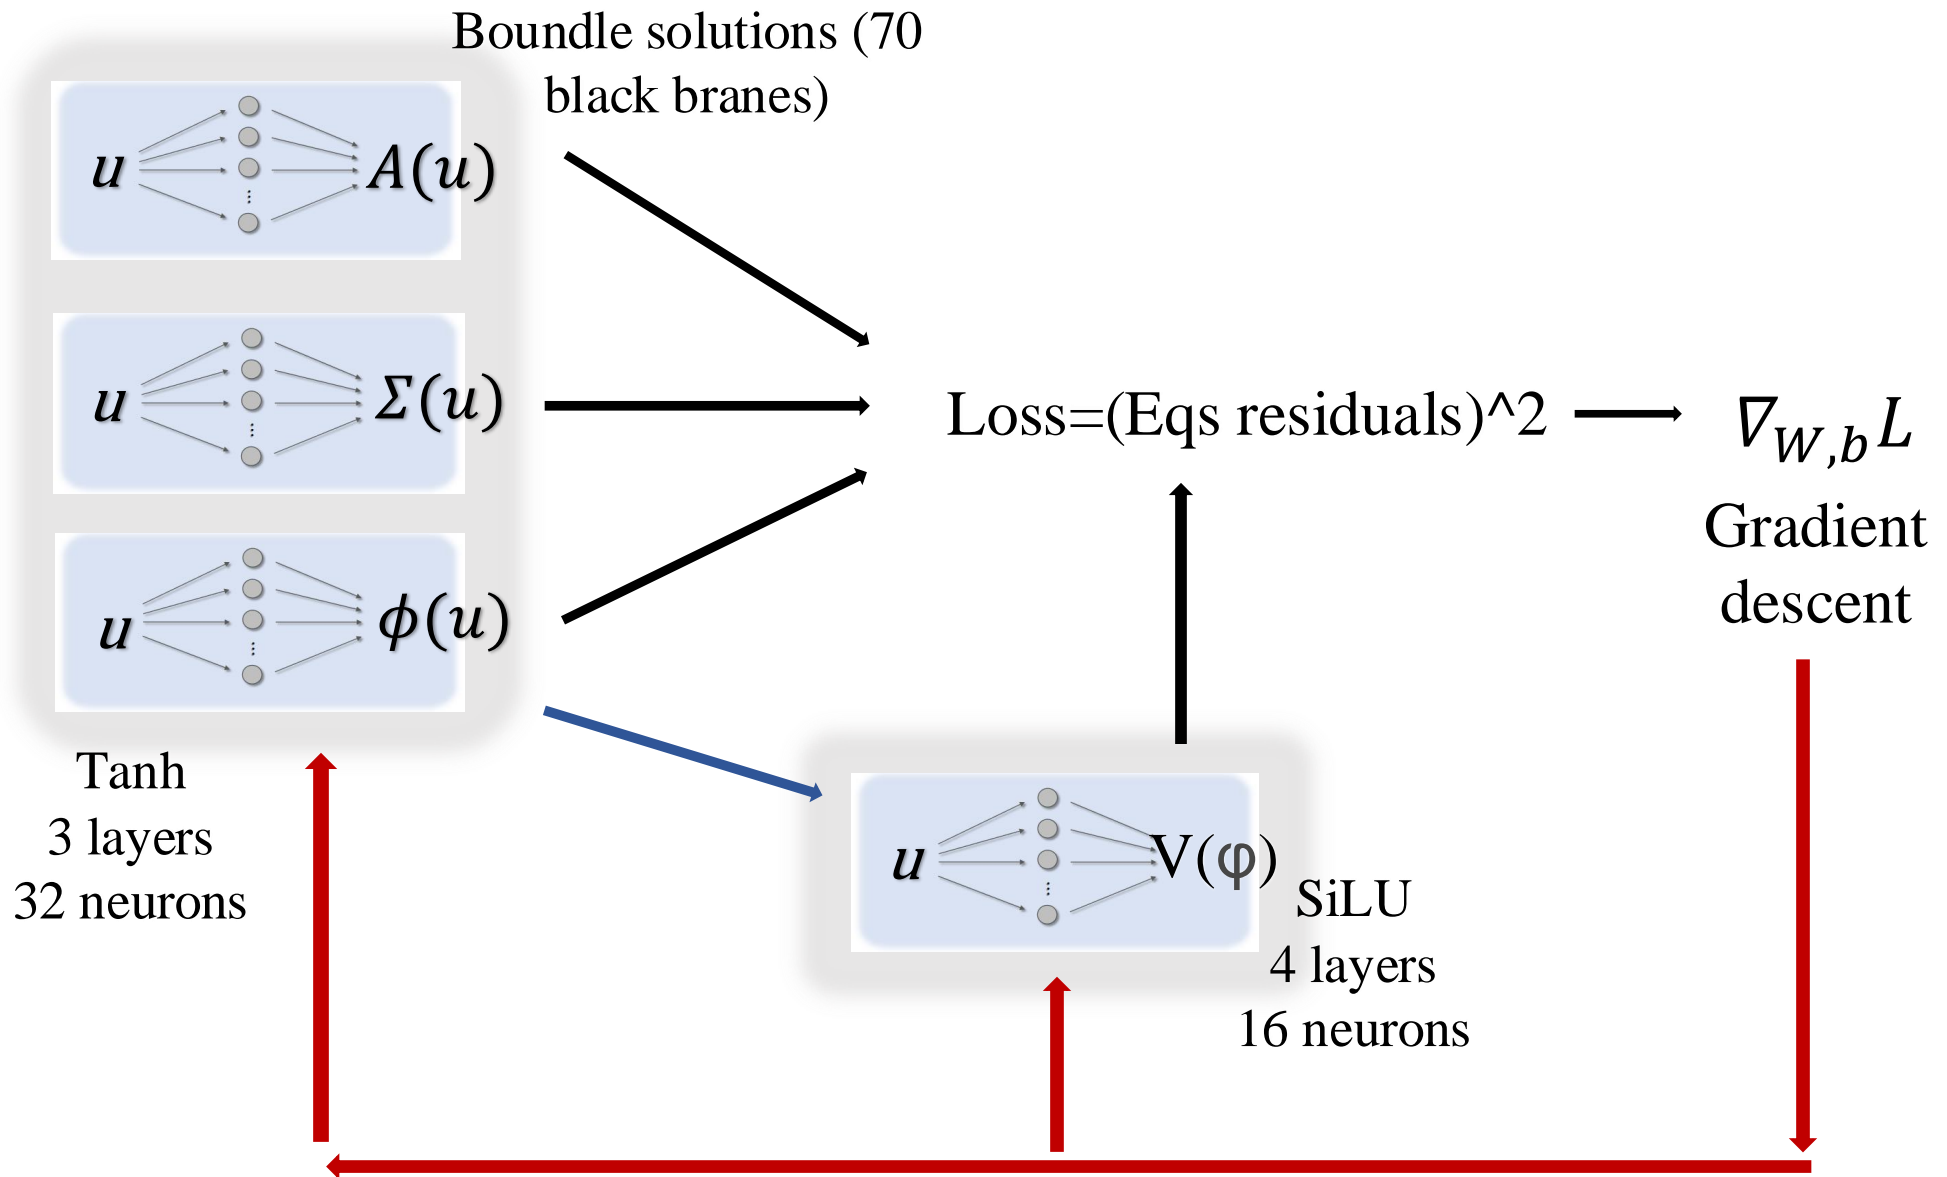 Boundle solutions (70
black branes)
u
A(u)
u
Σ(u)
u
ϕ(u)
Tanh
3 layers
32 neurons
Loss=(Eqs residuals)^2
∇W,b L
Gradient
descent
u
V(φ)
SiLU
4 layers
16 neurons